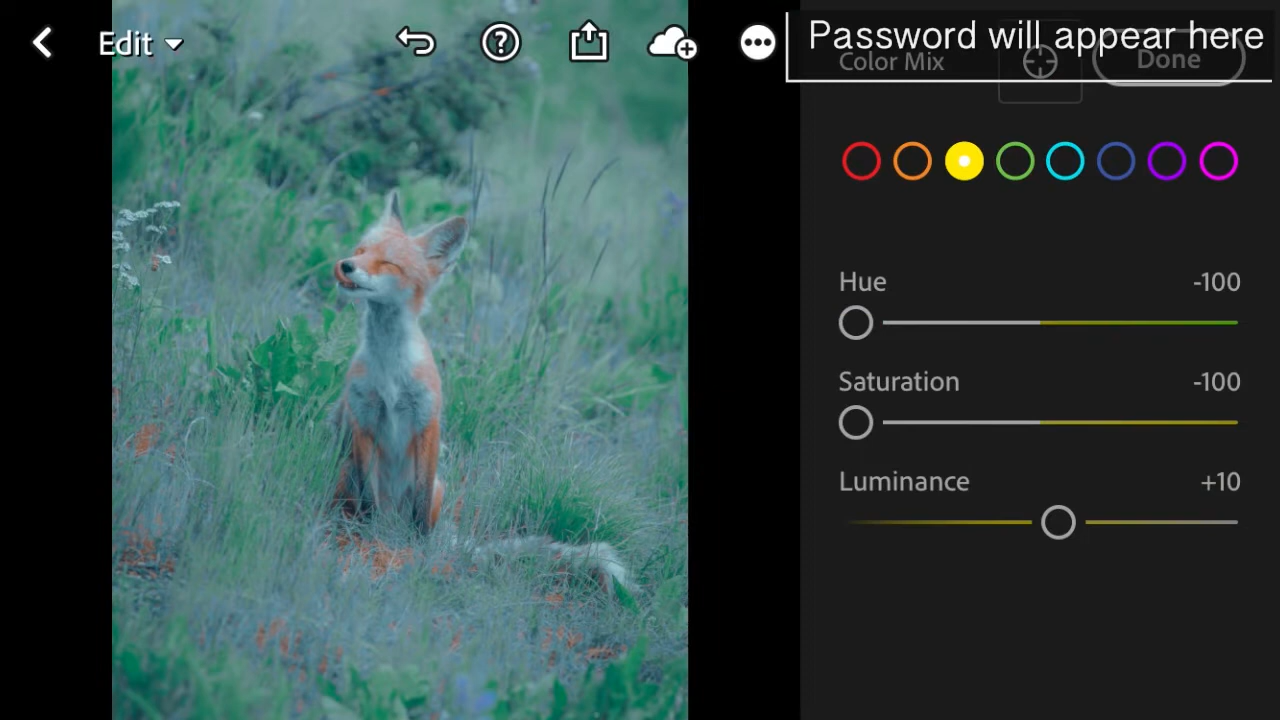 Edit
Password will appear here
Color Mix
Done
Hue -100
Saturation -100
Luminance +10